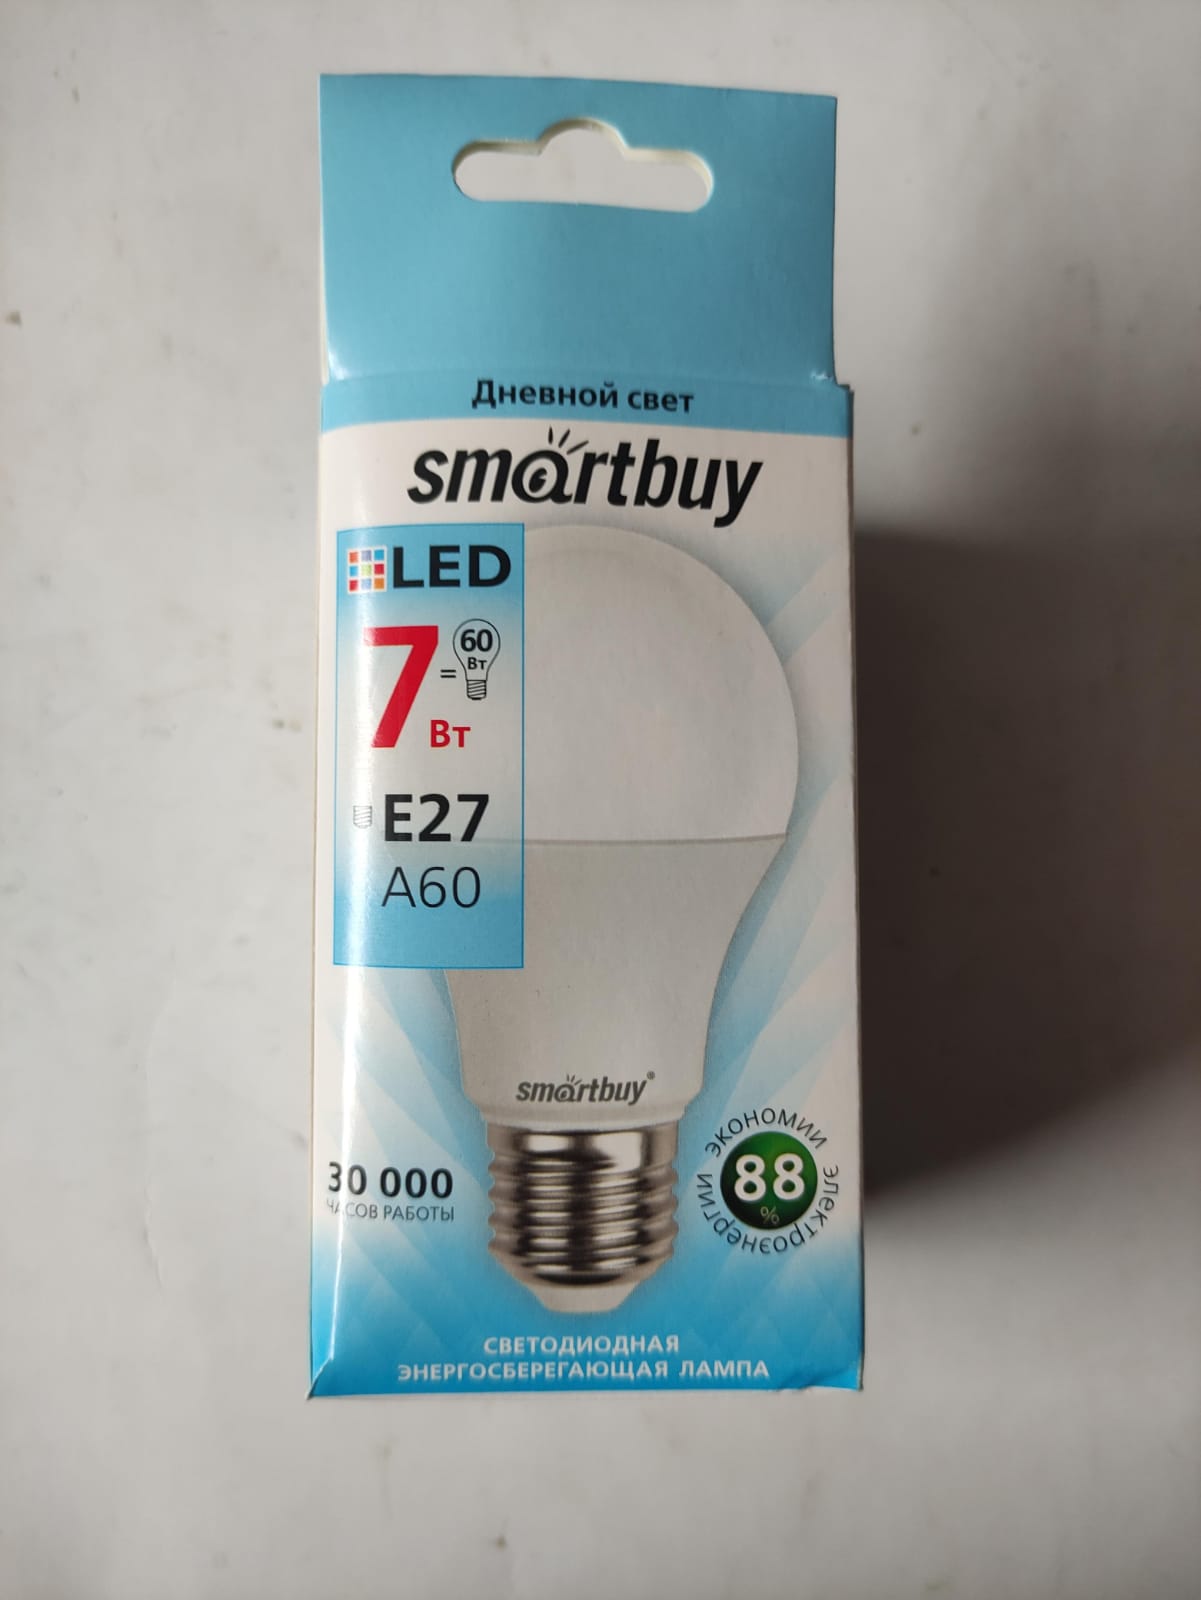 Дневной свет
smartbuy
LED
7 Вт = 60 Вт
E27
A60
smartbuy®
30 000
ЧАСОВ РАБОТЫ
88 %
ЭКОНОМИИ ЭЛЕКТРОЭНЕРГИИ
СВЕТОДИОДНАЯ
ЭНЕРГОСБЕРЕГАЮЩАЯ ЛАМПА